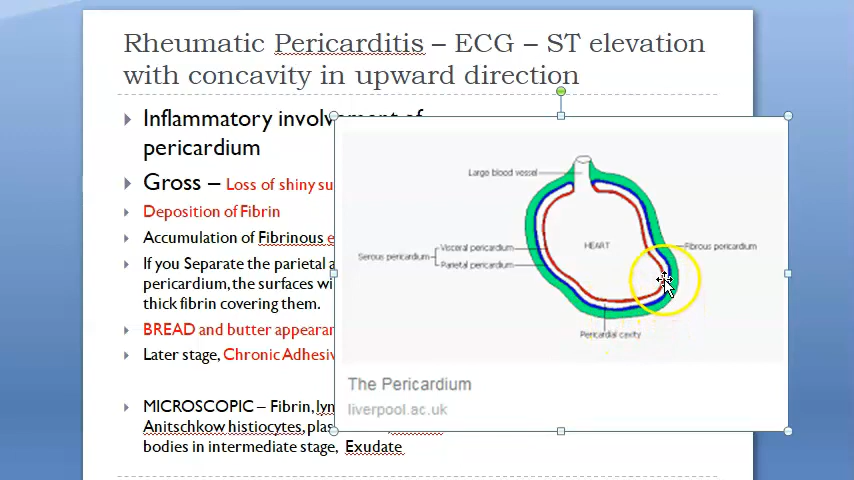 Rheumatic Pericarditis – ECG – ST elevation
with concavity in upward direction
Inflammatory involvement of
pericardium
Gross – Loss of shiny su
Deposition of Fibrin
Accumulation of Fibrinous e
If you Separate the parietal a
pericardium, the surfaces wi
thick fibrin covering them.
BREAD and butter appearan
Later stage, Chronic Adhesiv
MICROSCOPIC – Fibrin, lyn
Anitschkow histiocytes, plas
bodies in intermediate stage, Exudate
Large blood vessel
HEART
Fibrous pericardium
Serous pericardium
Visceral pericardium
Parietal pericardium
Pericardial cavity
The Pericardium
liverpool.ac.uk